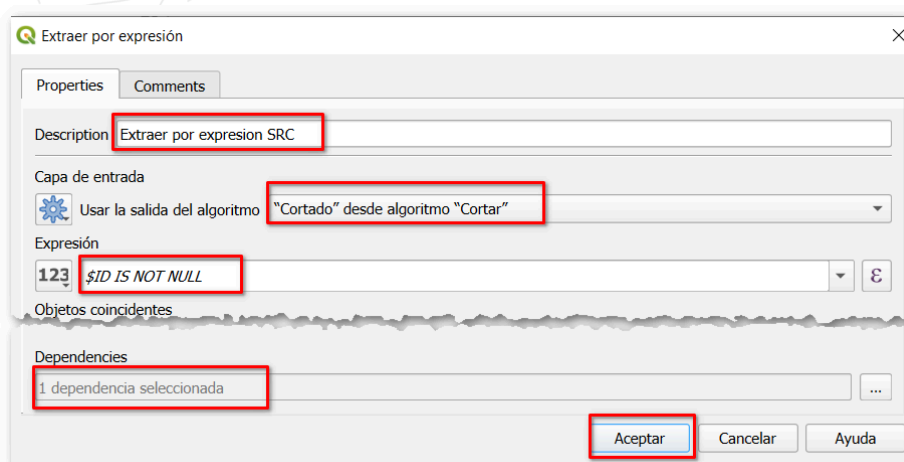 Extraer por expresión
Properties Comments
Description Extraer por expresion SRC
Capa de entrada
Usar la salida del algoritmo "Cortado" desde algoritmo "Cortar"
Expresión
123 $ID IS NOT NULL ε
Objetos coincidentes
Dependencies
1 dependencia seleccionada ...
Aceptar Cancelar Ayuda